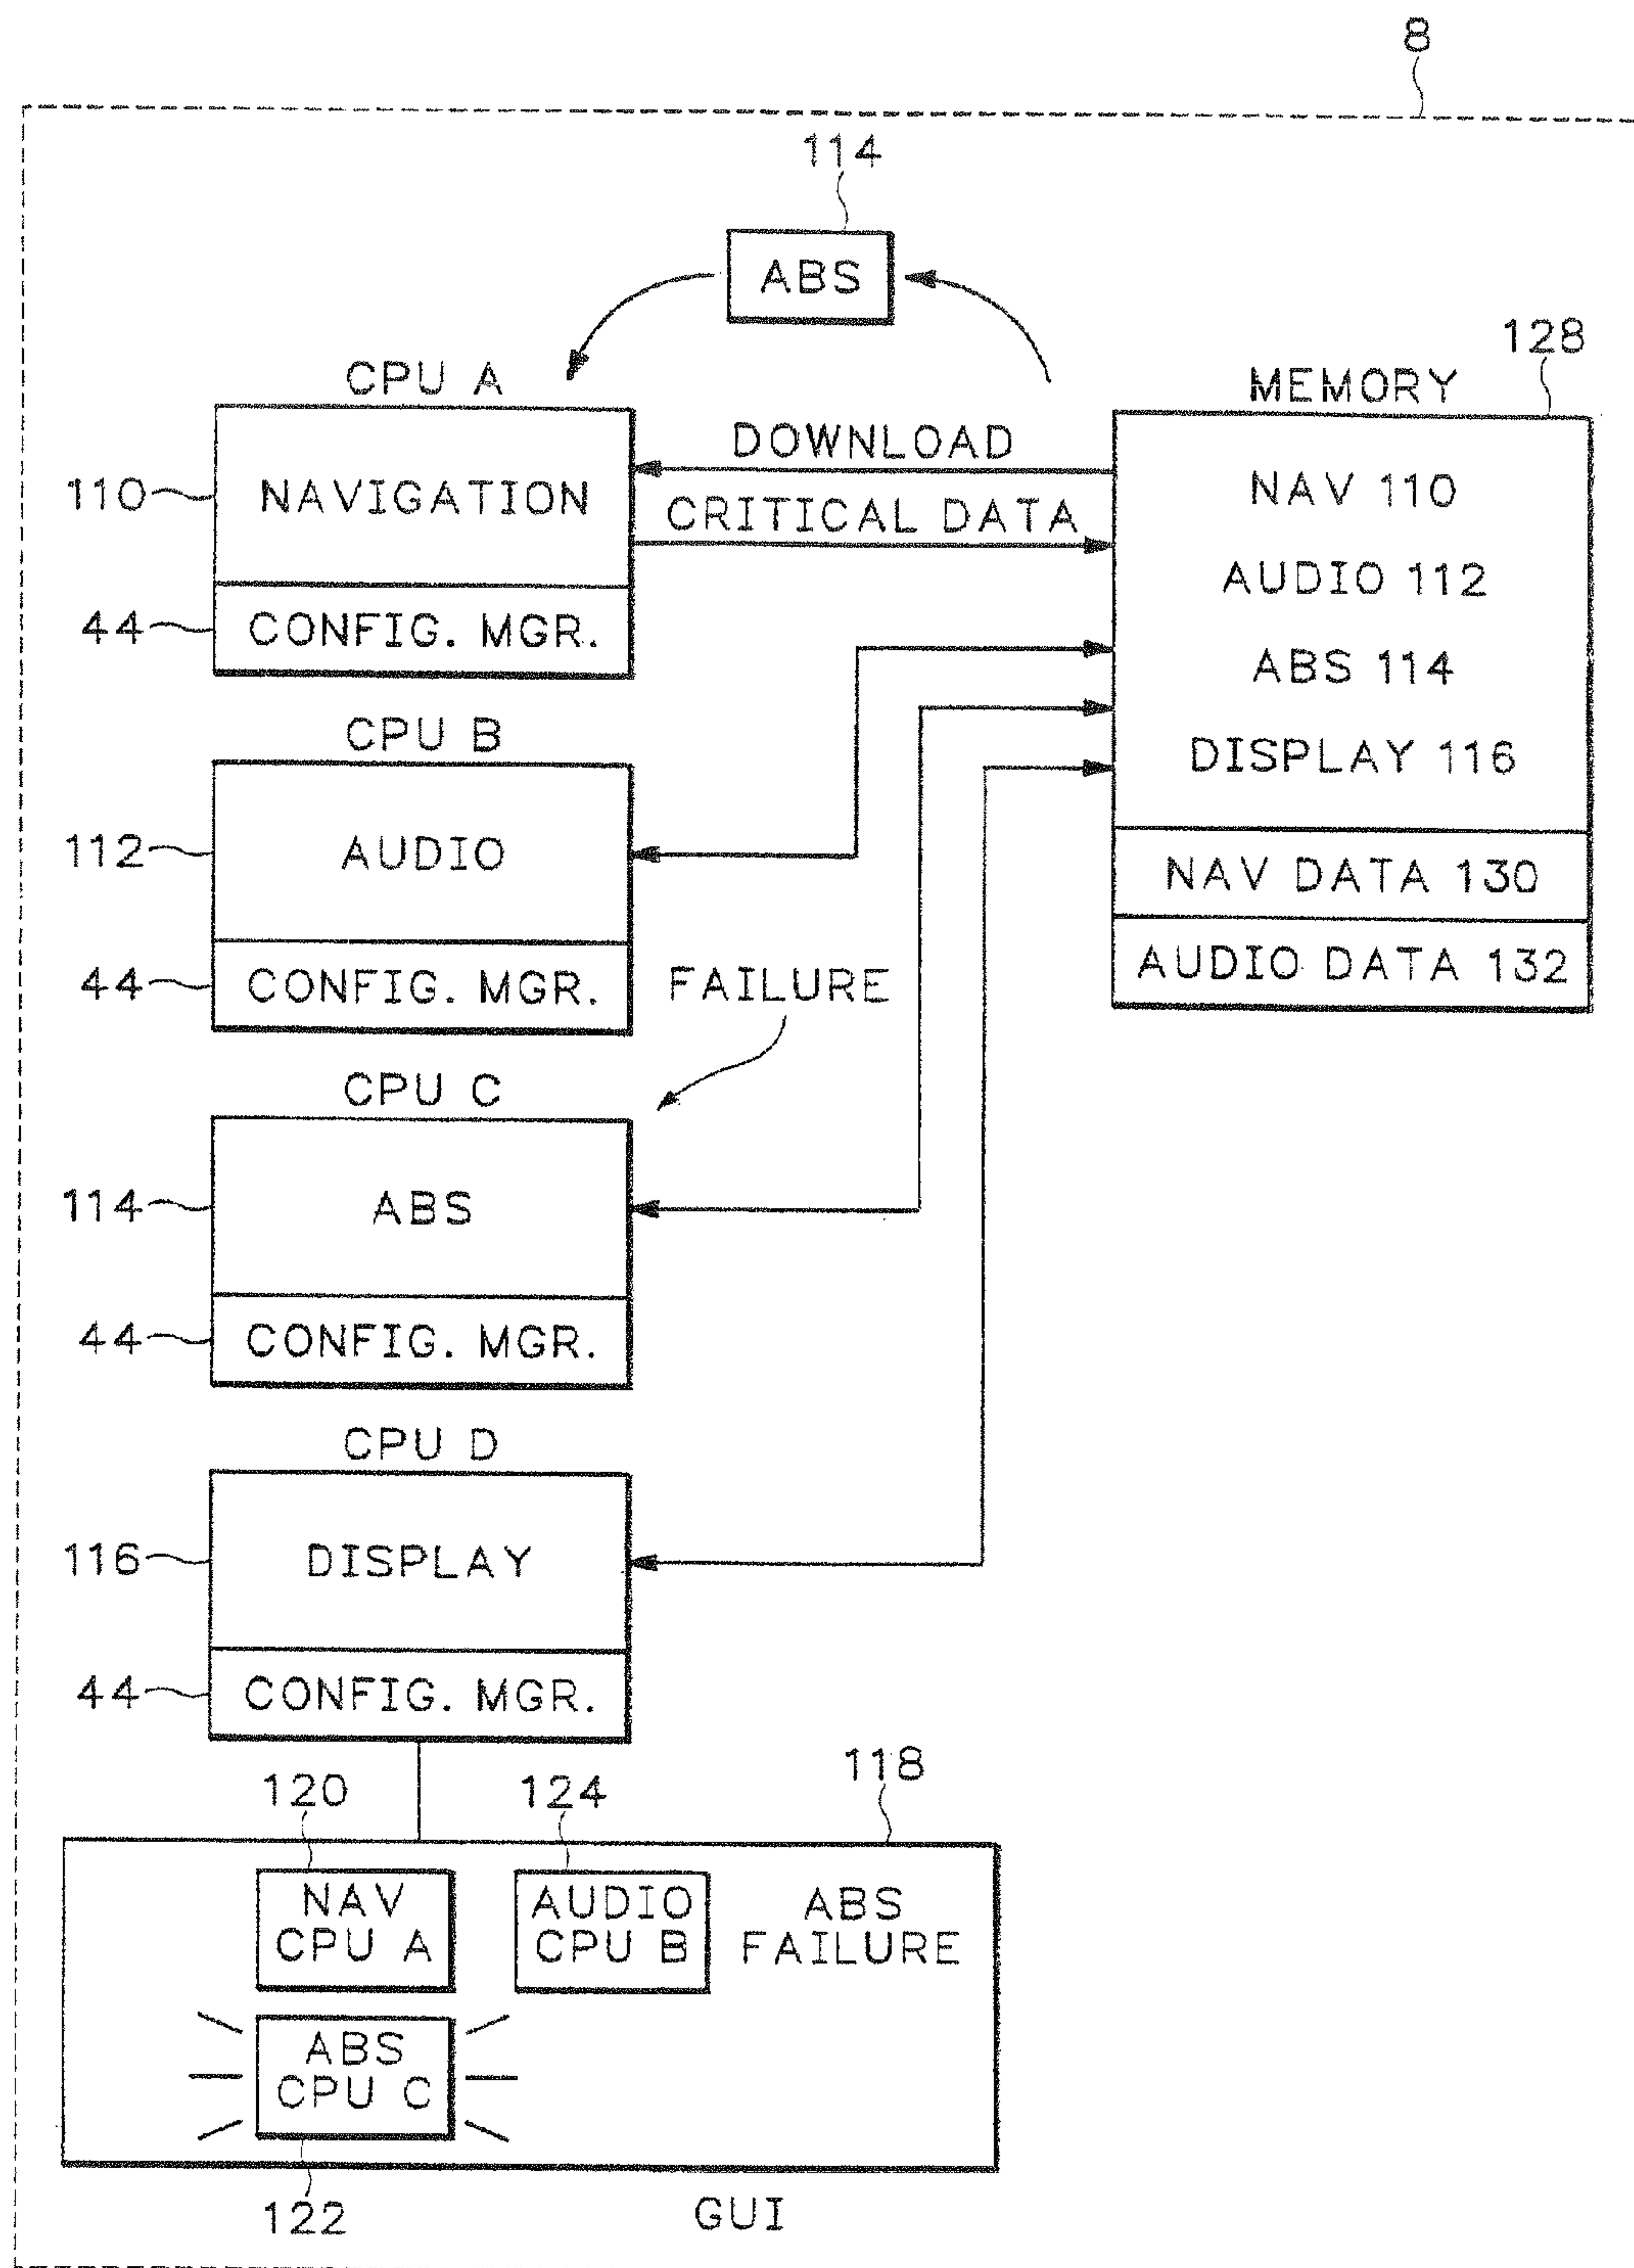 8
114
ABS
CPU A
110
NAVIGATION
44
CONFIG. MGR.
DOWNLOAD
CRITICAL DATA
MEMORY
128
NAV 110
AUDIO 112
ABS 114
DISPLAY 116
NAV DATA 130
AUDIO DATA 132
CPU B
112
AUDIO
44
CONFIG. MGR.
FAILURE
CPU C
114
ABS
44
CONFIG. MGR.
CPU D
116
DISPLAY
44
CONFIG. MGR.
118
120
NAV
CPU A
124
AUDIO
CPU B
ABS
FAILURE
ABS
CPU C
122
GUI